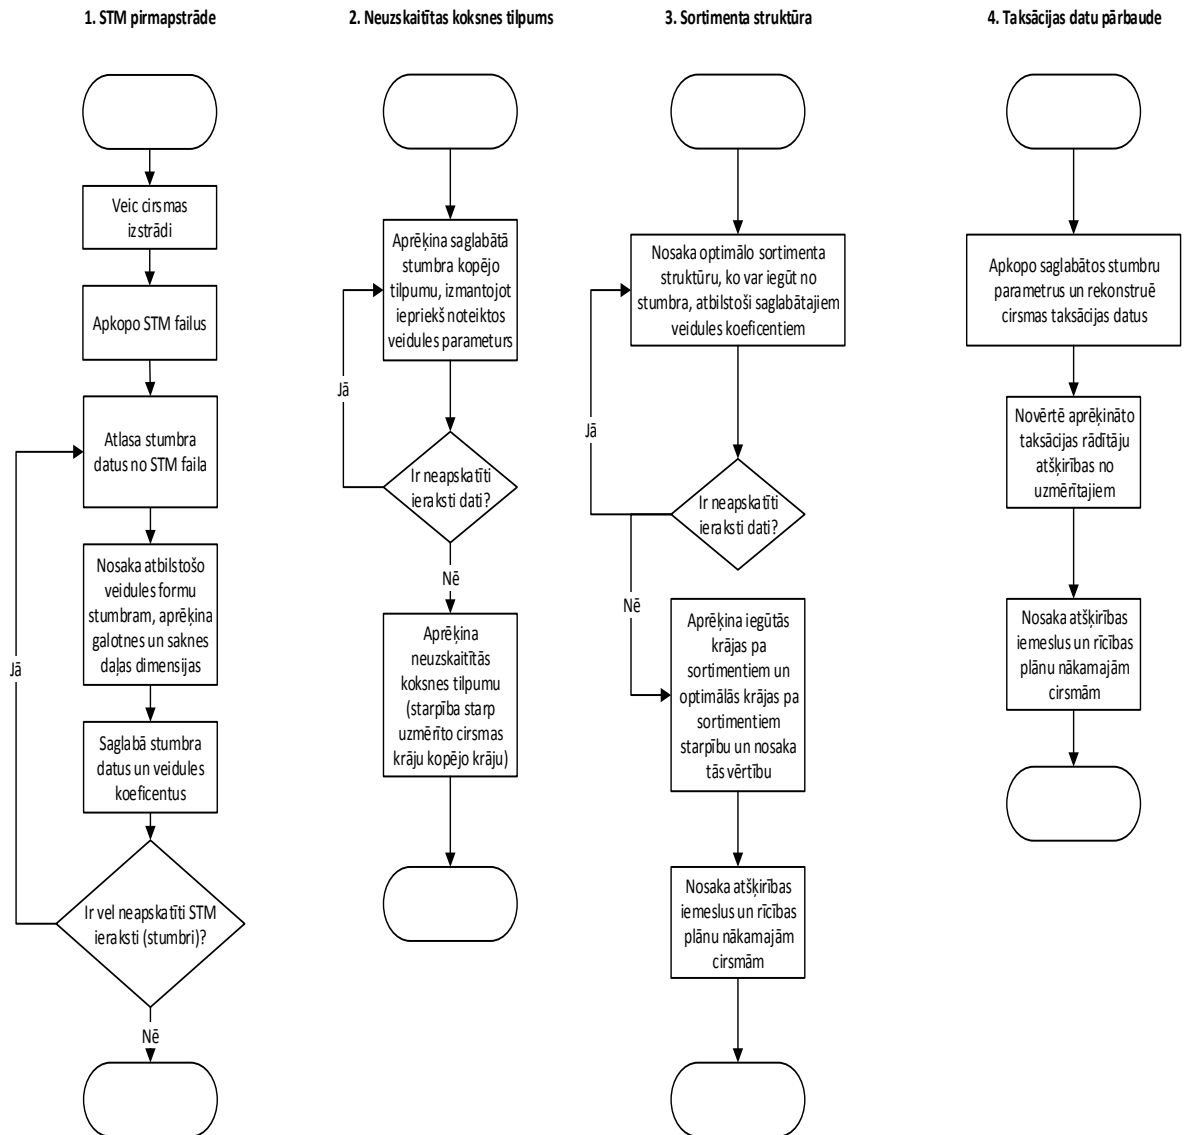 1. STM pirmapstrāde
Veic cirsmas
izstrādi
Apkopo STM failus
Atlasa stumbra
datus no STM faila
Nosaka atbilstošo
veidules formu
stumbram, aprēķina
galotnes un saknes
daļas dimensijas
Jā
Saglabā stumbra
datus un veidules
koeficentus
Ir vel neapskatīti STM
ieraksti (stumbri)?
Nē
2. Neuzskaitītas koksnes tilpums
Aprēķina saglabātā
stumbra kopējo
tilpumu, izmantojot
iepriekš noteiktos
veidules parameturs
Jā
Ir neapskatīti
ieraksti dati?
Nē
Aprēķina
neuzskaitītās
koksnes tilpumu
(starpība starp
uzmērīto cirsmas
krāju kopējo krāju)
3. Sortimenta struktūra
Nosaka optimālo sortimenta
struktūru, ko var iegūt no
stumbra, atbilstoši saglabātajiem
veidules koeficentiem
Jā
Ir neapskatīti
ieraksti dati?
Nē
Aprēķina iegūtās
krājas pa
sortimentiem un
optimālās krājas pa
sortimentiem
starpību un nosaka
tās vērtību
Nosaka atšķirības
iemeslus un rīcības
plānu nākamajām
cirsmām
4. Taksācijas datu pārbaude
Apkopo saglabātos stumbru
parametrus un rekonstruē
cirsmas taksācijas datus
Novērtē aprēķināto
taksācijas rādītāju
atšķirības no
uzmērītajiem
Nosaka atšķirības
iemeslus un rīcības
plānu nākamajām
cirsmām